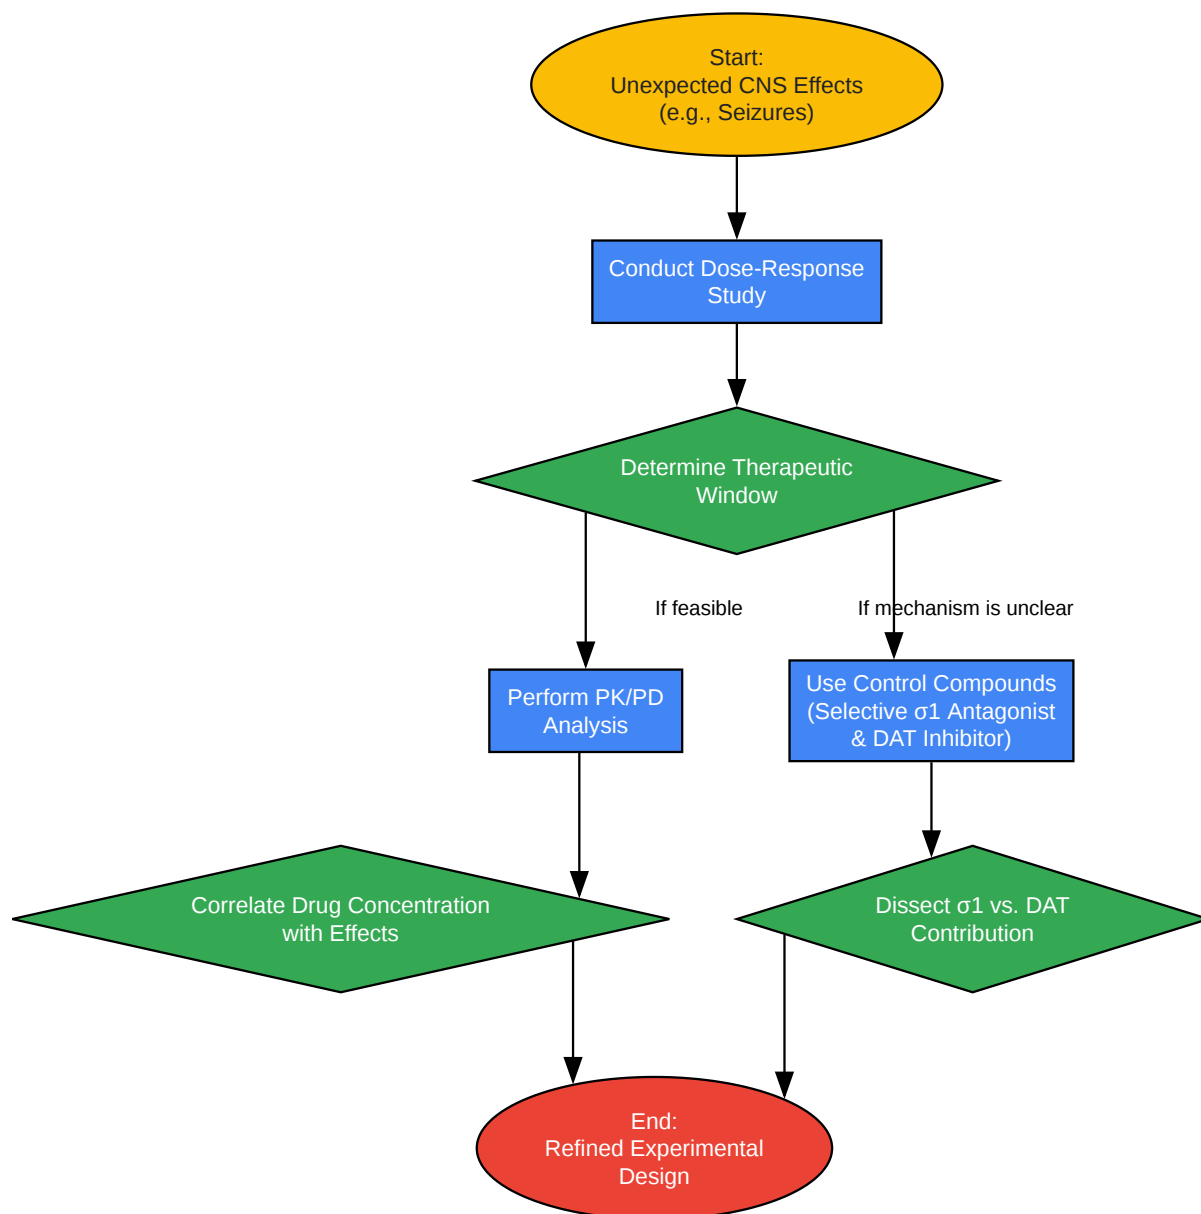 Start:
Unexpected CNS Effects
(e.g., Seizures)
Conduct Dose-Response
Study
Determine Therapeutic
Window
If feasible
If mechanism is unclear
Perform PK/PD
Analysis
Use Control Compounds
(Selective σ1 Antagonist
& DAT Inhibitor)
Correlate Drug Concentration
with Effects
Dissect σ1 vs. DAT
Contribution
End:
Refined Experimental
Design